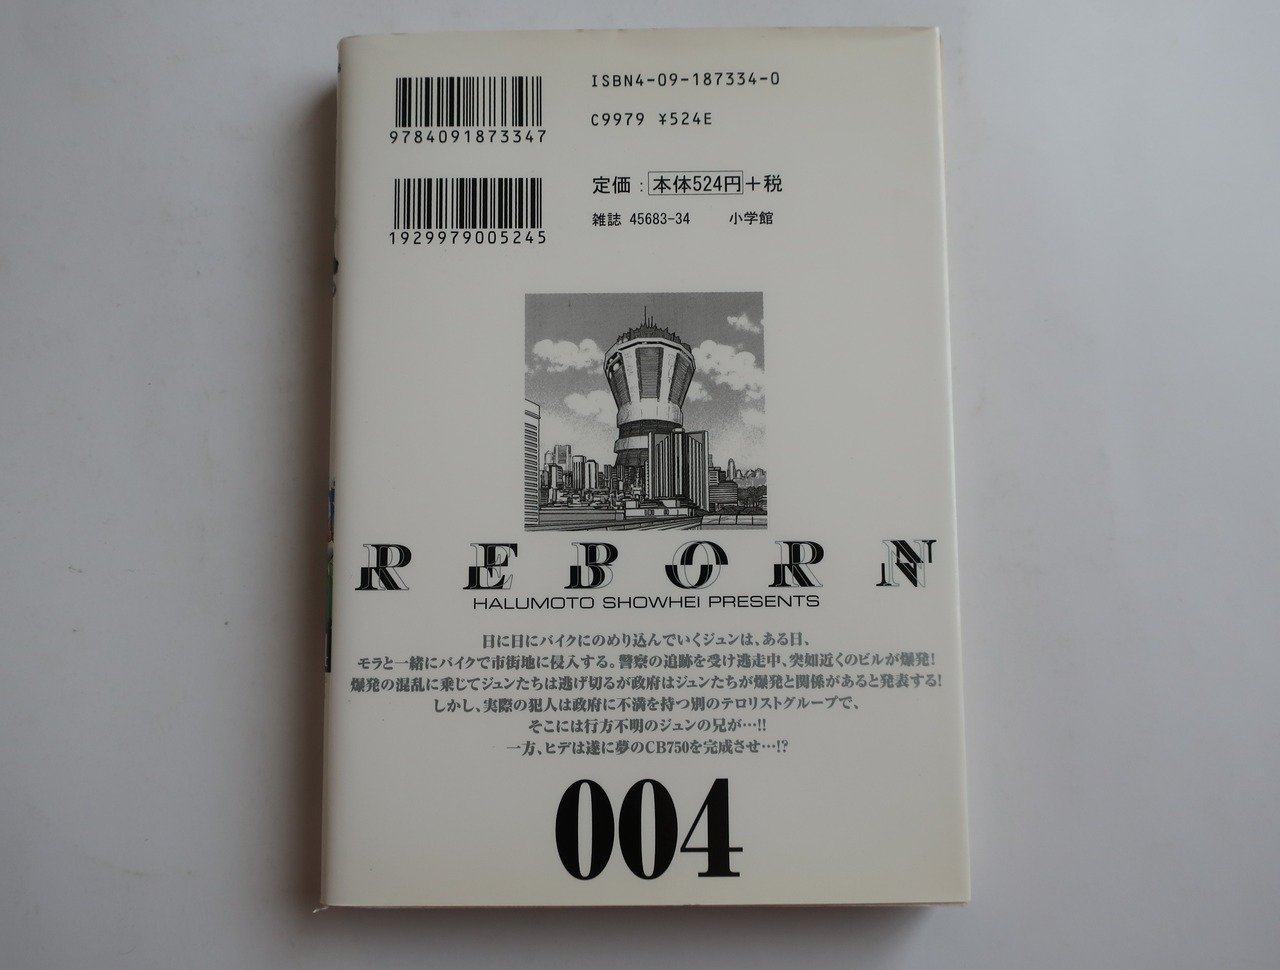 ISBN4-09-187334-0
9784091873347
C9979 ¥524E
定価：本体524円＋税
雑誌 45683-34 小学館
1929979005245
REBORN
HALUMOTO SHOWHEI PRESENTS
日に日にバイクにのめり込んでいくジュンは、ある日、
モラと一緒にバイクで市街地に侵入する。警察の追跡を受け逃走中、突如近くのビルが爆発！
爆発の混乱に乗じてジュンたちは逃げ切るが政府はジュンたちが爆発と関係があると発表する！
しかし、実際の犯人は政府に不満を持つ別のテロリストグループで、
そこには行方不明のジュンの兄が…!!
一方、ヒデは遂に夢のCB750を完成させ…!?
004